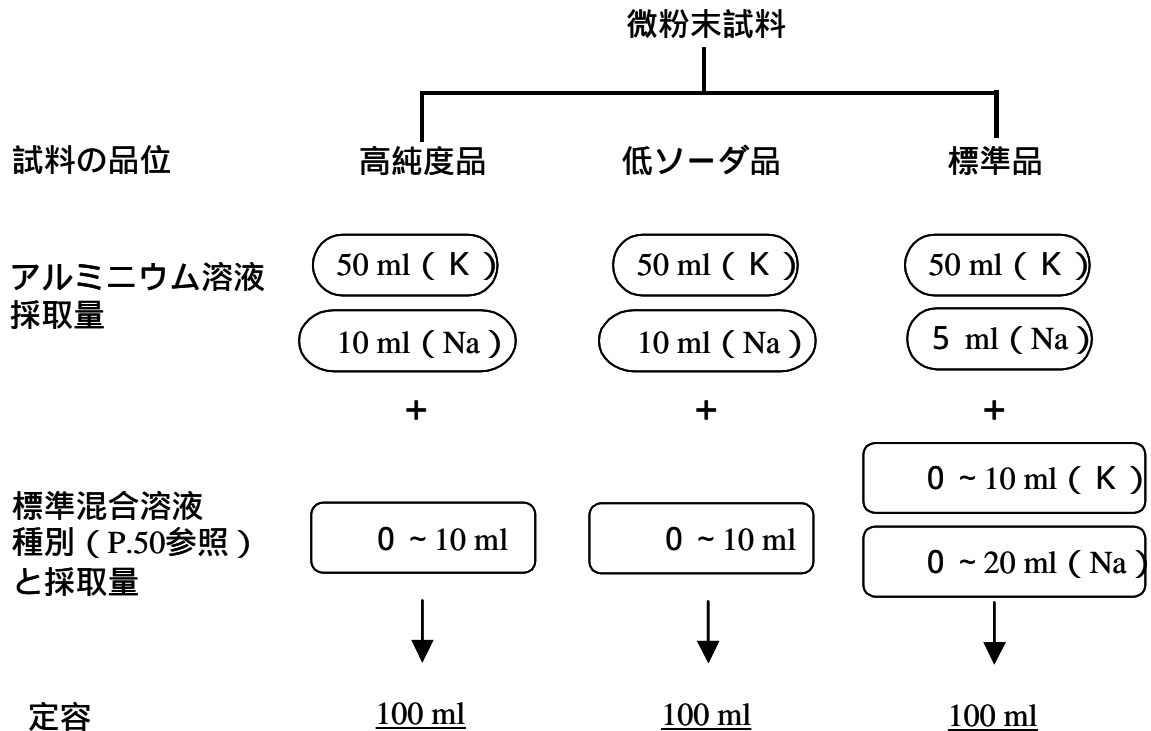 微粉末試料
試料の品位 高純度品 低ソーダ品 標準品
アルミニウム溶液
採取量
50 ml ( K ) 50 ml ( K ) 50 ml ( K )
10 ml ( Na ) 10 ml ( Na ) 5 ml ( Na )
+ + +
標準混合溶液
種別 ( P.50参照 )
と採取量
0 ~ 10 ml 0 ~ 10 ml 0 ~ 10 ml ( K )
0 ~ 20 ml ( Na )
定容 100 ml 100 ml 100 ml